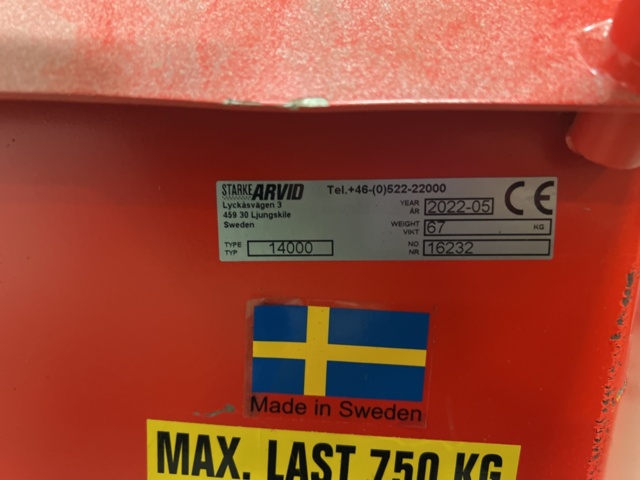 STARKE ARVID
Lyckåsvägen 3
459 30 Ljungskile
Sweden
Tel.+46-(0)522-22000
CE
YEAR
ÅR
2022-05
WEIGHT
VIKT
67
KG
TYPE
TYP
14000
NO
NR
16232
Made in Sweden
MAX. LAST 750 KG